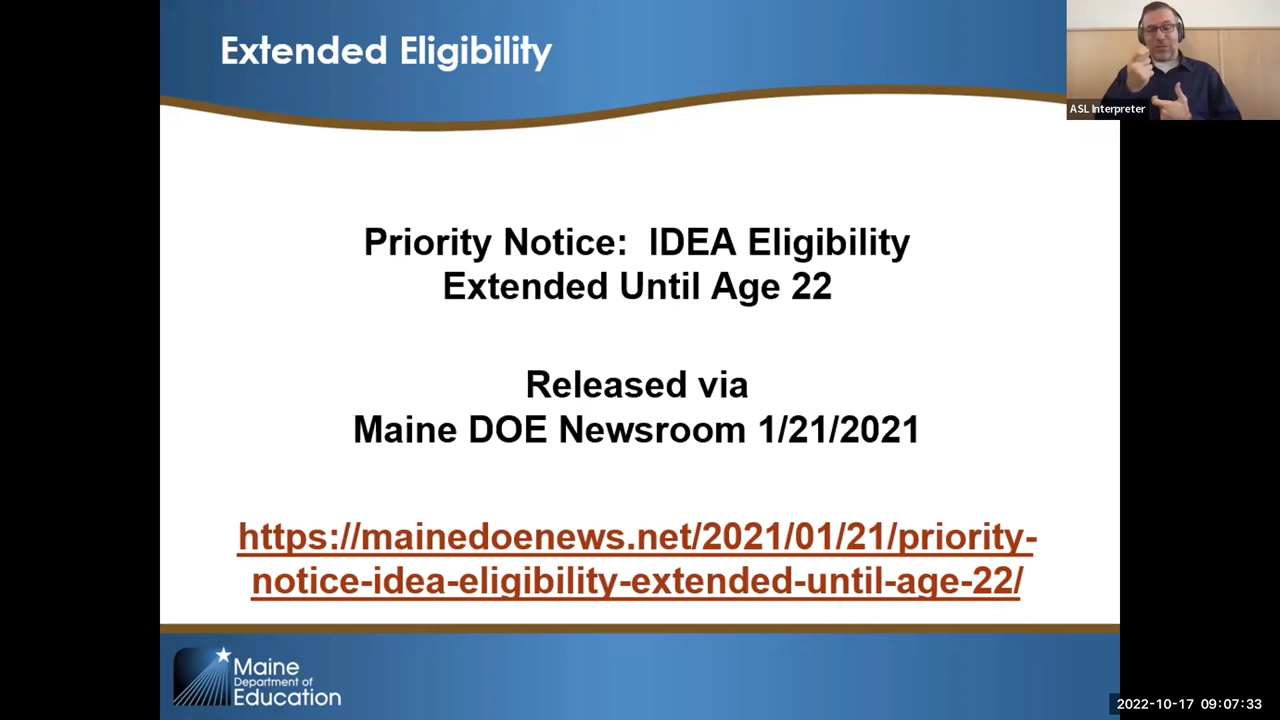 Extended Eligibility
ASL Interpreter
Priority Notice:  IDEA Eligibility
Extended Until Age 22
Released via
Maine DOE Newsroom 1/21/2021
https://mainedoenews.net/2021/01/21/priority-
notice-idea-eligibility-extended-until-age-22/
Maine
Department of
Education
2022-10-17 09:07:33